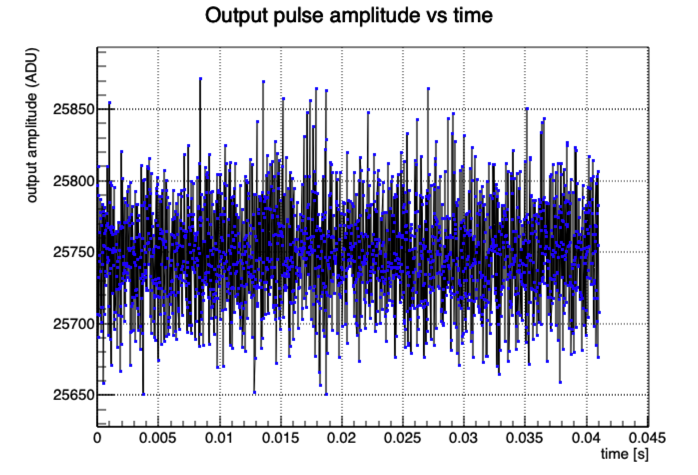 Output pulse amplitude vs time
output amplitude (ADU)
25850
25800
25750
25700
25650
0 0.005 0.01 0.015 0.02 0.025 0.03 0.035 0.04 0.045
time [s]